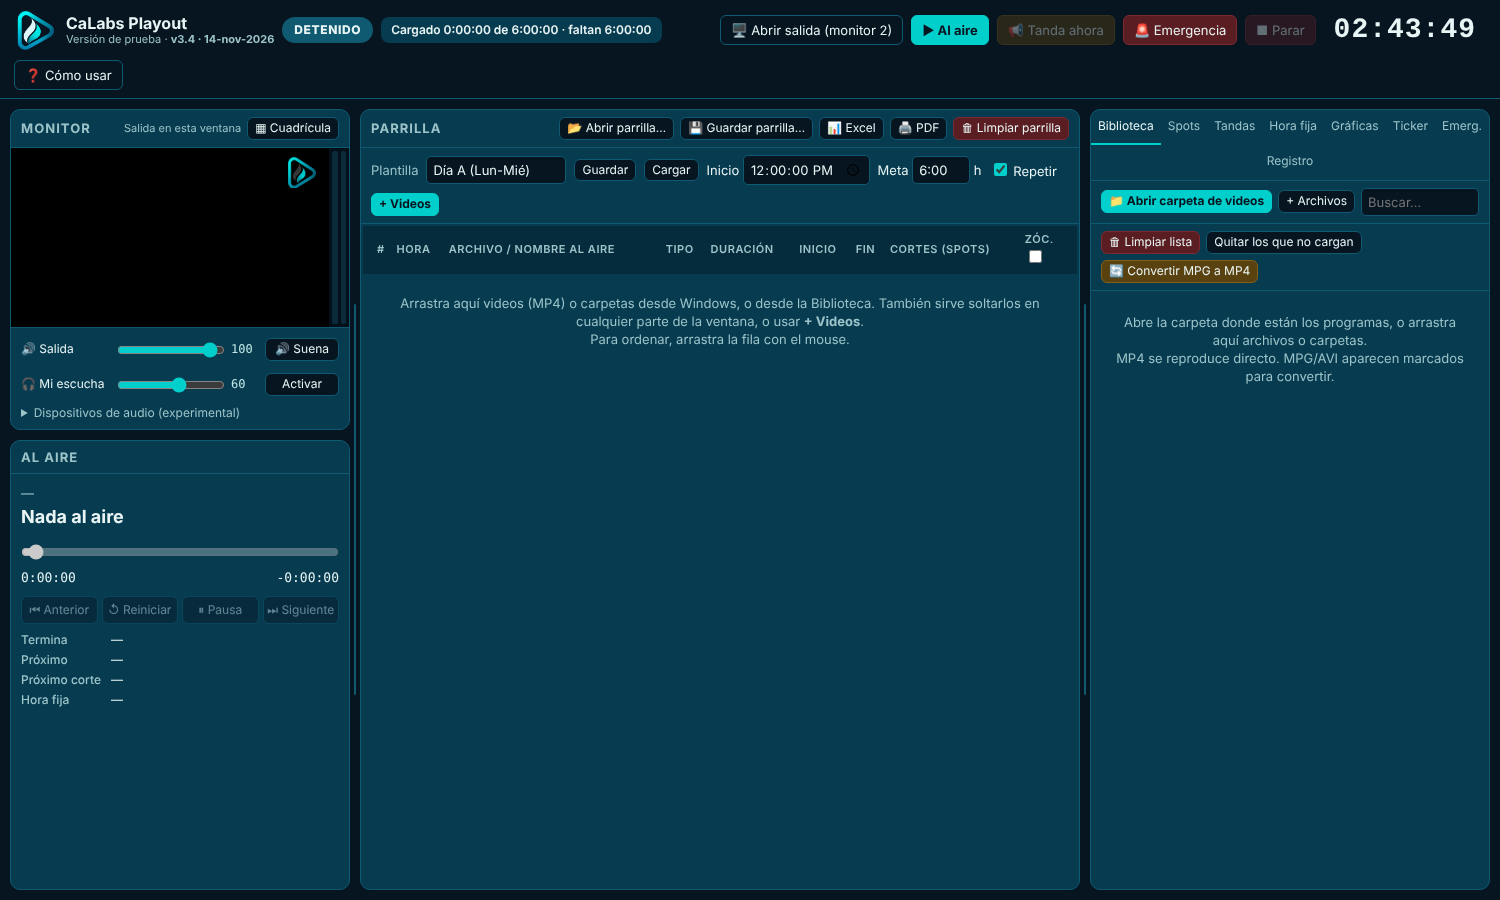 CaLabs Playout
Versión de prueba · v3.4 · 14-nov-2026
DETENIDO
Cargado 0:00:00 de 6:00:00 · faltan 6:00:00
Abrir salida (monitor 2)
Al aire
Tanda ahora
Emergencia
Parar
02:43:49
Cómo usar
MONITOR
Salida en esta ventana
Cuadrícula
Salida
100
Suena
Mi escucha
60
Activar
Dispositivos de audio (experimental)
AL AIRE
—
Nada al aire
0:00:00
-0:00:00
Anterior
Reiniciar
Pausa
Siguiente
Termina —
Próximo —
Próximo corte —
Hora fija —
PARRILLA
Abrir parrilla...
Guardar parrilla...
Excel
PDF
Limpiar parrilla
Plantilla
Día A (Lun-Mié)
Guardar
Cargar
Inicio
12:00:00 PM
Meta
6:00
h
Repetir
+ Videos
# HORA ARCHIVO / NOMBRE AL AIRE TIPO DURACIÓN INICIO FIN CORTES (SPOTS) ZÓC.
Arrastra aquí videos (MP4) o carpetas desde Windows, o desde la Biblioteca. También sirve soltarlos en
cualquier parte de la ventana, o usar + Videos.
Para ordenar, arrastra la fila con el mouse.
Biblioteca
Spots
Tandas
Hora fija
Gráficas
Ticker
Emerg.
Registro
Abrir carpeta de videos
+ Archivos
Buscar...
Limpiar lista
Quitar los que no cargan
Convertir MPG a MP4
Abre la carpeta donde están los programas, o arrastra
aquí archivos o carpetas.
MP4 se reproduce directo. MPG/AVI aparecen marcados
para convertir.